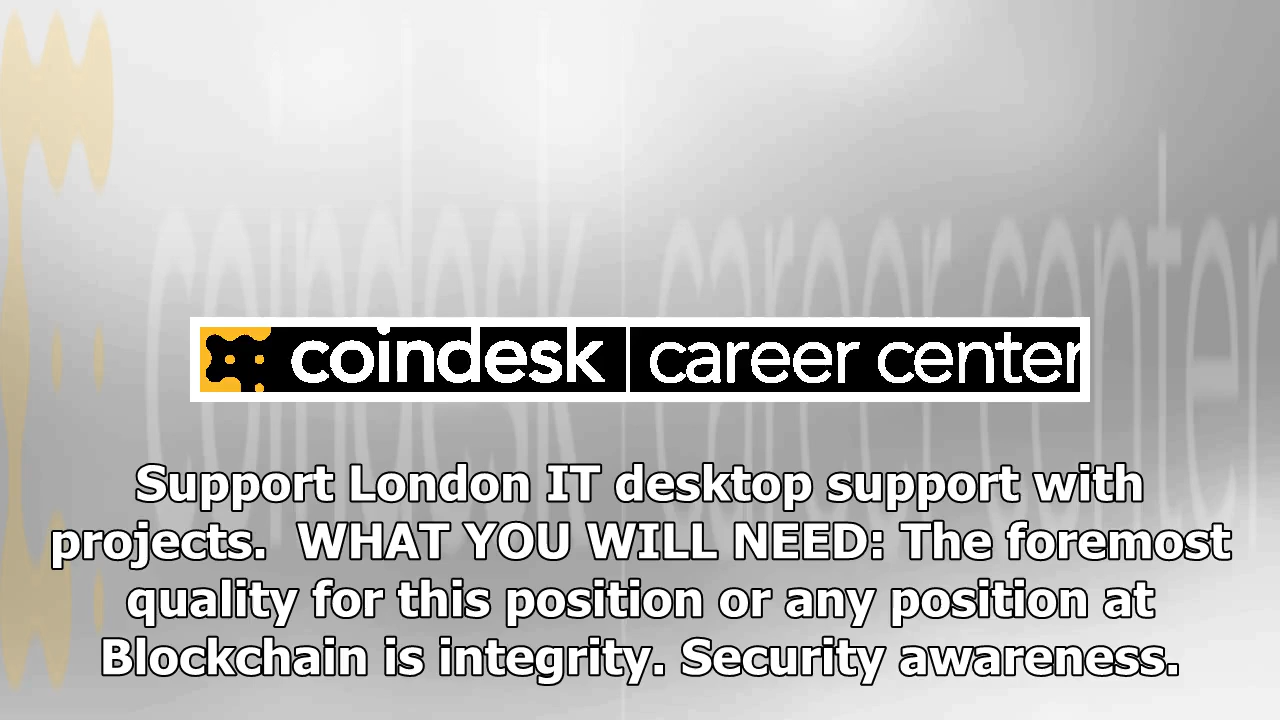 coindesk career center
Support London IT desktop support with
projects.  WHAT YOU WILL NEED: The foremost
quality for this position or any position at
Blockchain is integrity. Security awareness.